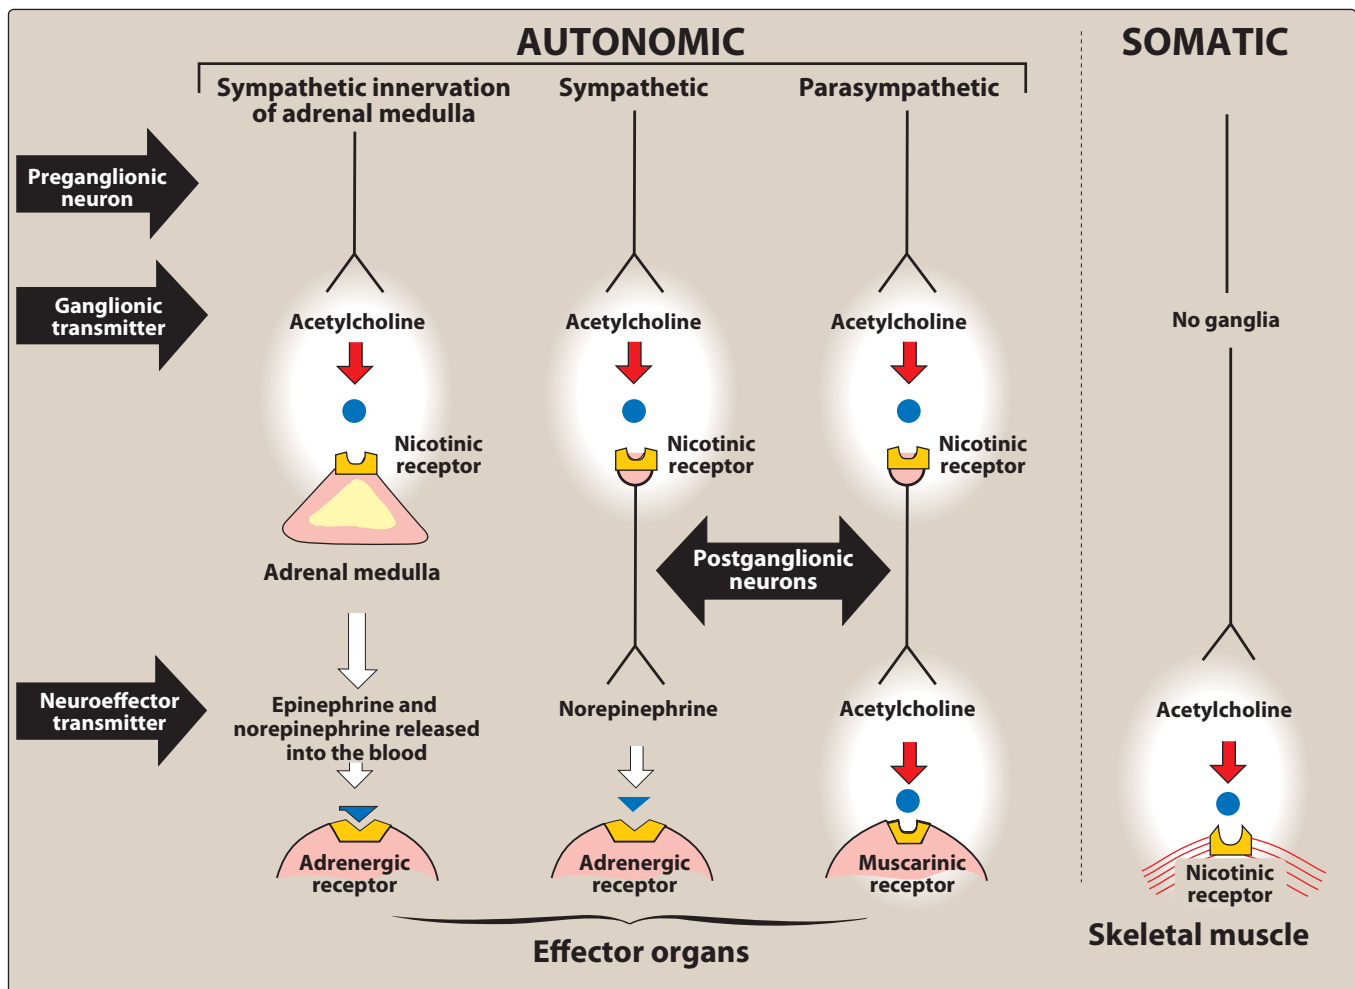 AUTONOMIC
SOMATIC
Sympathetic innervation
of adrenal medulla
Sympathetic
Parasympathetic
Preganglionic
neuron
Ganglionic
transmitter
Acetylcholine
Acetylcholine
Acetylcholine
No ganglia
Nicotinic
receptor
Nicotinic
receptor
Nicotinic
receptor
Adrenal medulla
Postganglionic
neurons
Neuroeffector
transmitter
Epinephrine and
norepinephrine released
into the blood
Norepinephrine
Acetylcholine
Acetylcholine
Adrenergic
receptor
Adrenergic
receptor
Muscarinic
receptor
Nicotinic
receptor
Effector organs
Skeletal muscle